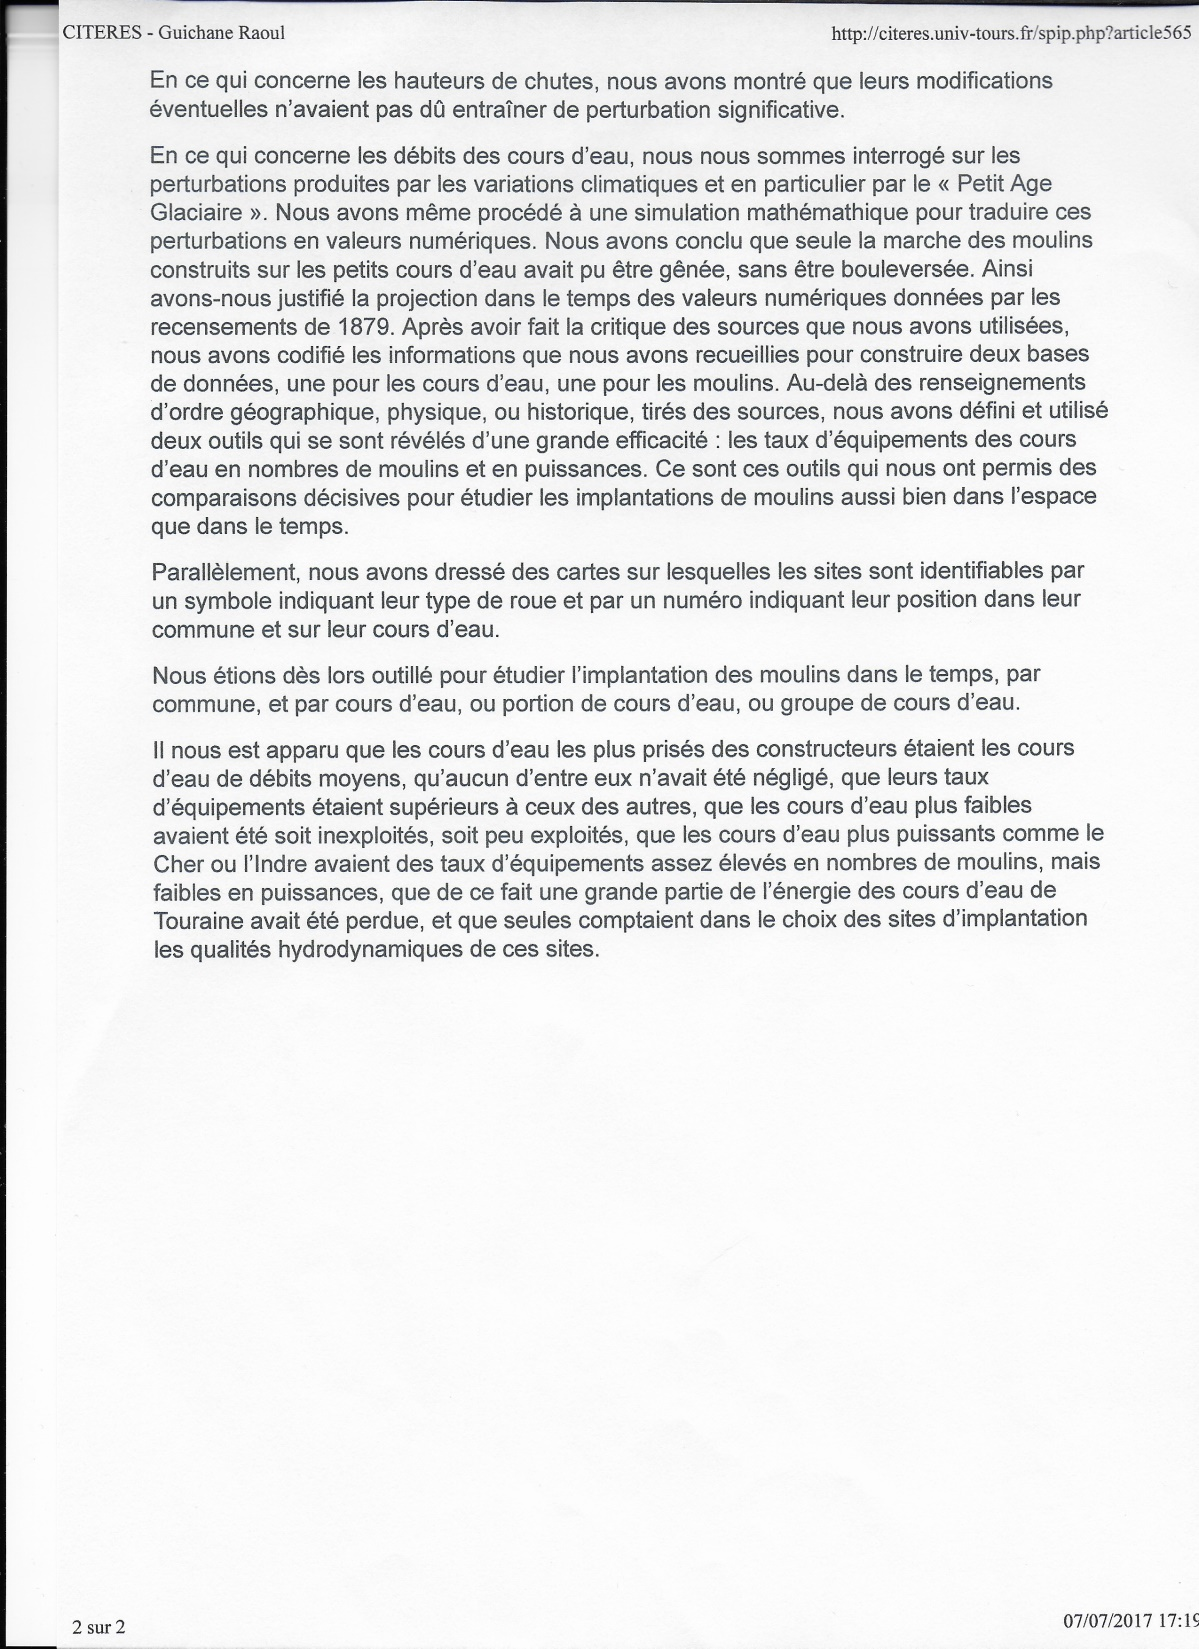 CITERES - Guichane Raoul
http://citeres.univ-tours.fr/spip.php?article565
En ce qui concerne les hauteurs de chutes, nous avons montré que leurs modifications
éventuelles n'avaient pas dû entraîner de perturbation significative.
En ce qui concerne les débits des cours d'eau, nous nous sommes interrogé sur les
perturbations produites par les variations climatiques et en particulier par le « Petit Age
Glaciaire ». Nous avons même procédé à une simulation mathémathique pour traduire ces
perturbations en valeurs numériques. Nous avons conclu que seule la marche des moulins
construits sur les petits cours d'eau avait pu être gênée, sans être bouleversée. Ainsi
avons-nous justifié la projection dans le temps des valeurs numériques données par les
recensements de 1879. Après avoir fait la critique des sources que nous avons utilisées,
nous avons codifié les informations que nous avons recueillies pour construire deux bases
de données, une pour les cours d'eau, une pour les moulins. Au-delà des renseignements
d'ordre géographique, physique, ou historique, tirés des sources, nous avons défini et utilisé
deux outils qui se sont révélés d'une grande efficacité : les taux d'équipements des cours
d'eau en nombres de moulins et en puissances. Ce sont ces outils qui nous ont permis des
comparaisons décisives pour étudier les implantations de moulins aussi bien dans l'espace
que dans le temps.
Parallèlement, nous avons dressé des cartes sur lesquelles les sites sont identifiables par
un symbole indiquant leur type de roue et par un numéro indiquant leur position dans leur
commune et sur leur cours d'eau.
Nous étions dès lors outillé pour étudier l'implantation des moulins dans le temps, par
commune, et par cours d'eau, ou portion de cours d'eau, ou groupe de cours d'eau.
Il nous est apparu que les cours d'eau les plus prisés des constructeurs étaient les cours
d'eau de débits moyens, qu'aucun d'entre eux n'avait été négligé, que leurs taux
d'équipements étaient supérieurs à ceux des autres, que les cours d'eau plus faibles
avaient été soit inexploités, soit peu exploités, que les cours d'eau plus puissants comme le
Cher ou l'Indre avaient des taux d'équipements assez élevés en nombres de moulins, mais
faibles en puissances, que de ce fait une grande partie de l'énergie des cours d'eau de
Touraine avait été perdue, et que seules comptaient dans le choix des sites d'implantation
les qualités hydrodynamiques de ces sites.
2 sur 2
07/07/2017 17:19